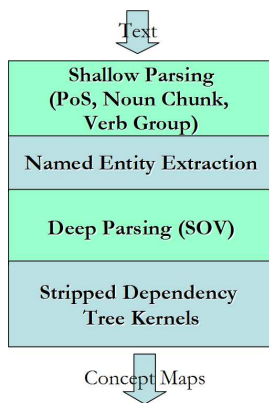 Text
Shallow Parsing
(PoS, Noun Chunk,
Verb Group)
Named Entity Extraction
Deep Parsing (SOV)
Stripped Dependency
Tree Kernels
Concept Maps